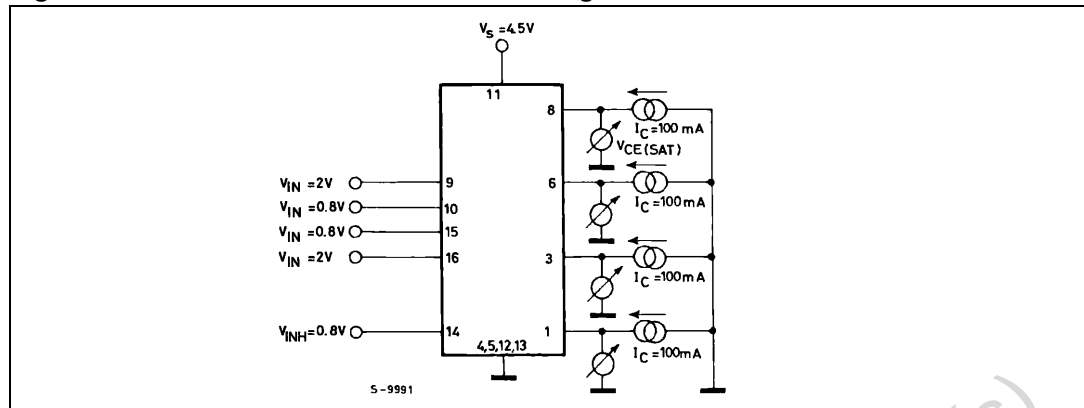 V_S =4.5V
11
8
I_C =100 mA
V_CE(SAT)
V_IN =2V
9
6
I_C =100mA
V_IN =0.8V
10
V_IN =0.8V
15
V_IN =2V
16
3
I_C =100mA
V_INH=0.8V
14
1
I_C =100mA
4,5,12,13
S-9991